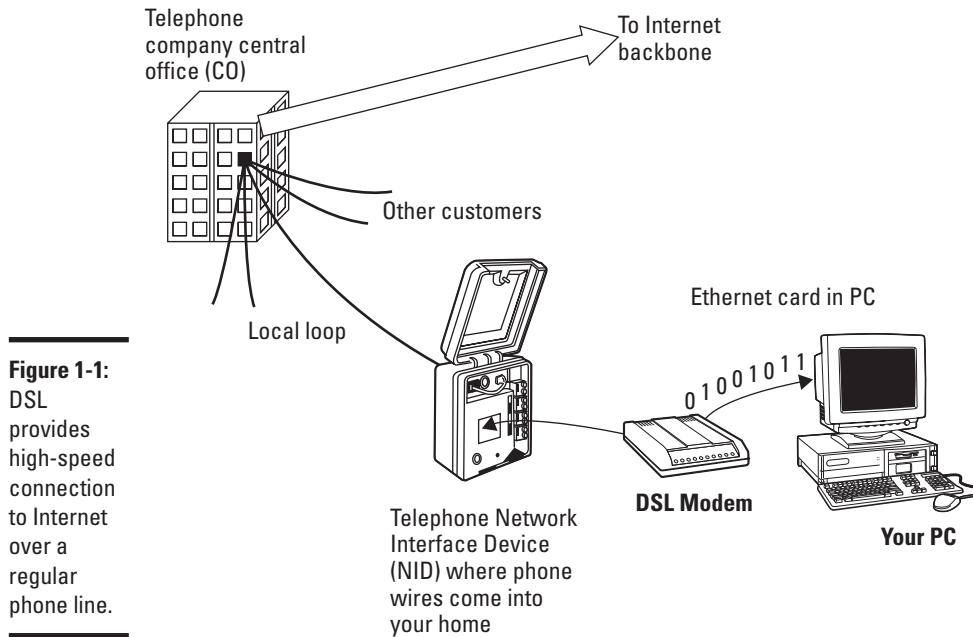 Telephone
company central
office (CO)
To Internet
backbone
Other customers
Local loop
Ethernet card in PC
01001011
DSL Modem
Your PC
Telephone Network
Interface Device
(NID) where phone
wires come into
your home
Figure 1-1:
DSL
provides
high-speed
connection
to Internet
over a
regular
phone line.